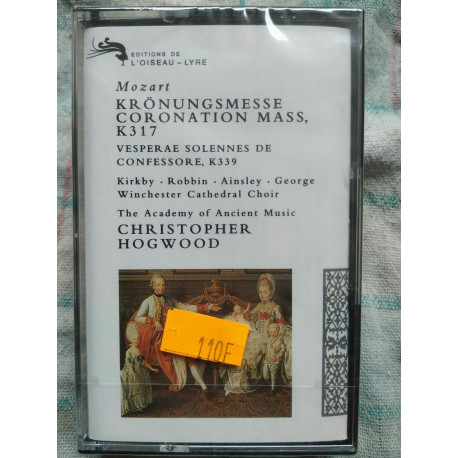 EDITIONS DE
L'OISEAU-LYRE
Mozart
KRÖNUNGSMESSE
CORONATION MASS,
K317
VESPERAE SOLENNES DE
CONFESSORE, K339
Kirkby · Robbin · Ainsley · George
Winchester Cathedral Choir
The Academy of Ancient Music
CHRISTOPHER
HOGWOOD
110F